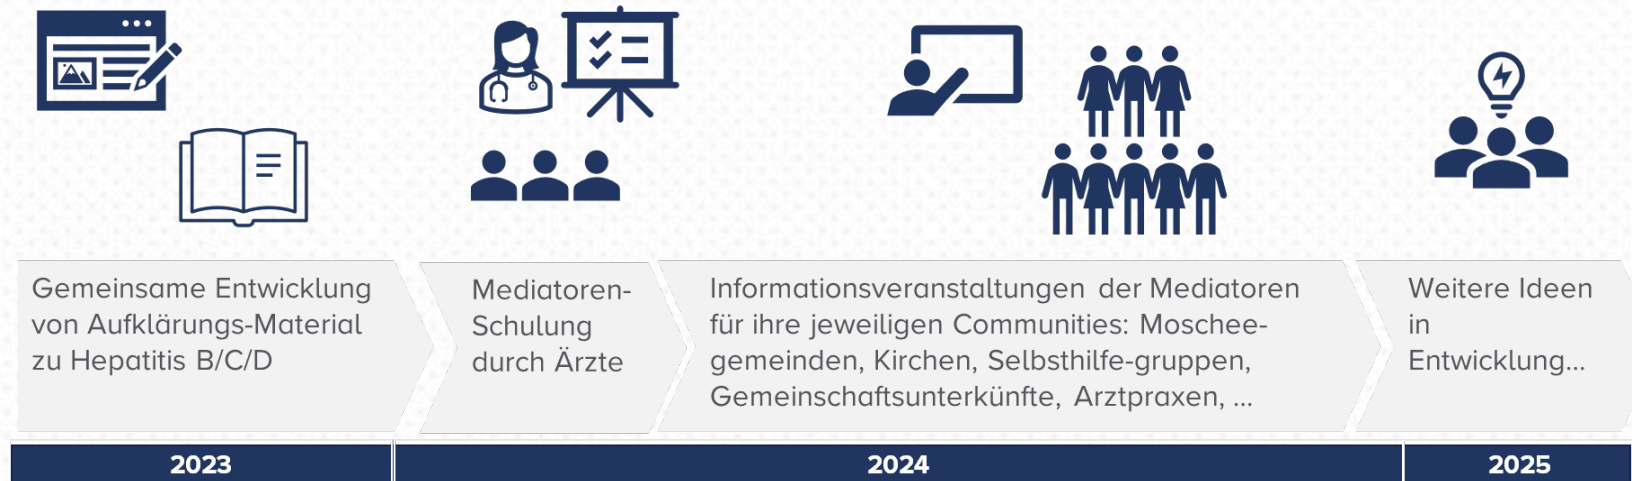 Gemeinsame Entwicklung
von Aufklärungs-Material
zu Hepatitis B/C/D
Mediatoren-
Schulung
durch Ärzte
Informationsveranstaltungen der Mediatoren
für ihre jeweiligen Communities: Moschee-
gemeinden, Kirchen, Selbsthilfe-gruppen,
Gemeinschaftsunterkünfte, Arztpraxen, ...
Weitere Ideen
in
Entwicklung...
2023
2024
2025